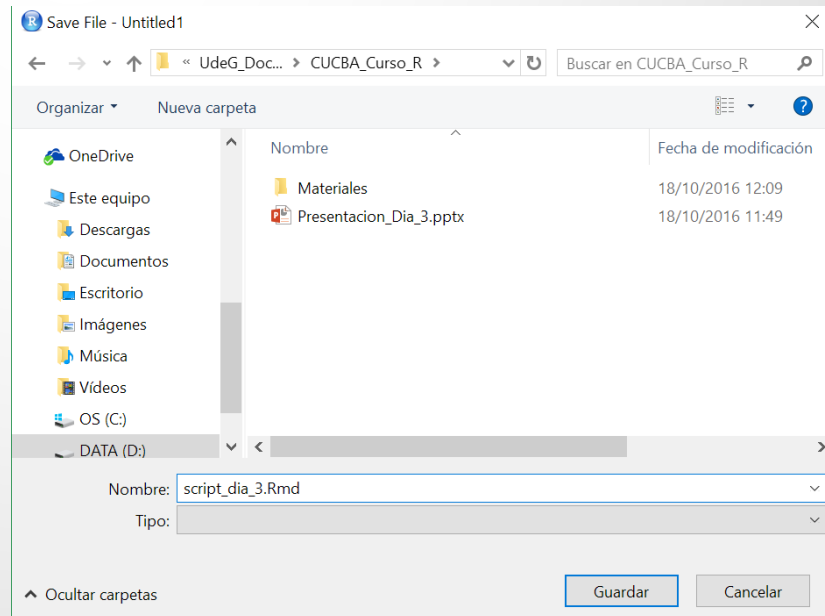 Save File - Untitled1
« UdeG_Doc... > CUCBA_Curso_R >
Buscar en CUCBA_Curso_R
Organizar
Nueva carpeta
Nombre
Fecha de modificación
OneDrive
Este equipo
Descargas
Documentos
Escritorio
Imágenes
Música
Vídeos
OS (C:)
DATA (D:)
Materiales 18/10/2016 12:09
Presentacion_Dia_3.pptx 18/10/2016 11:49
Nombre: script_dia_3.Rmd
Tipo:
Ocultar carpetas
Guardar
Cancelar